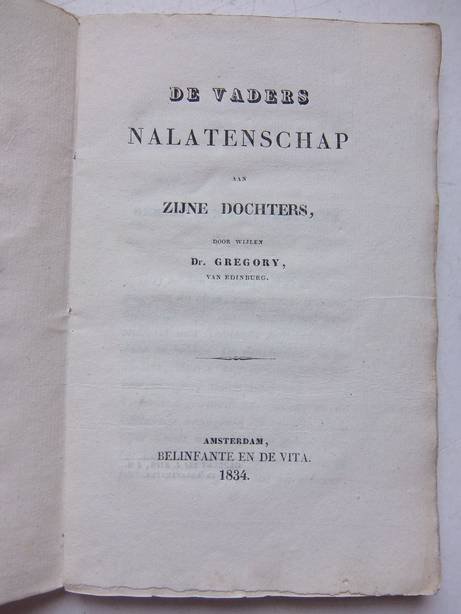 DE VADERS
NALATENSCHAP
AAN
ZIJNE DOCHTERS,
DOOR WIJLEN
Dr. GREGORY,
VAN EDINBURG.
AMSTERDAM,
BELINFANTE EN DE VITA.
1834.